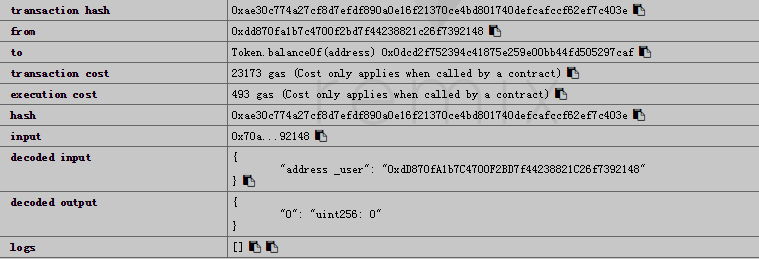 transaction hash 0xae30c774a27cf8d7efdf890a0e16f21370ce4bd801740defcafccf62ef7c403e
from 0xdd870fa1b7c4700f2bd7f44238821c26f7392148
to Token.balanceOf(address) 0x0dcd2f752394c41875e259e00bb44fd505297caf
transaction cost 23173 gas (Cost only applies when called by a contract)
execution cost 493 gas (Cost only applies when called by a contract)
hash 0xae30c774a27cf8d7efdf890a0e16f21370ce4bd801740defcafccf62ef7c403e
input 0x70a...92148
decoded input {
"address _user": "0xdD870fA1b7C4700F2BD7f44238821C26f7392148"
}
decoded output {
"0": "uint256: 0"
}
logs []
remix